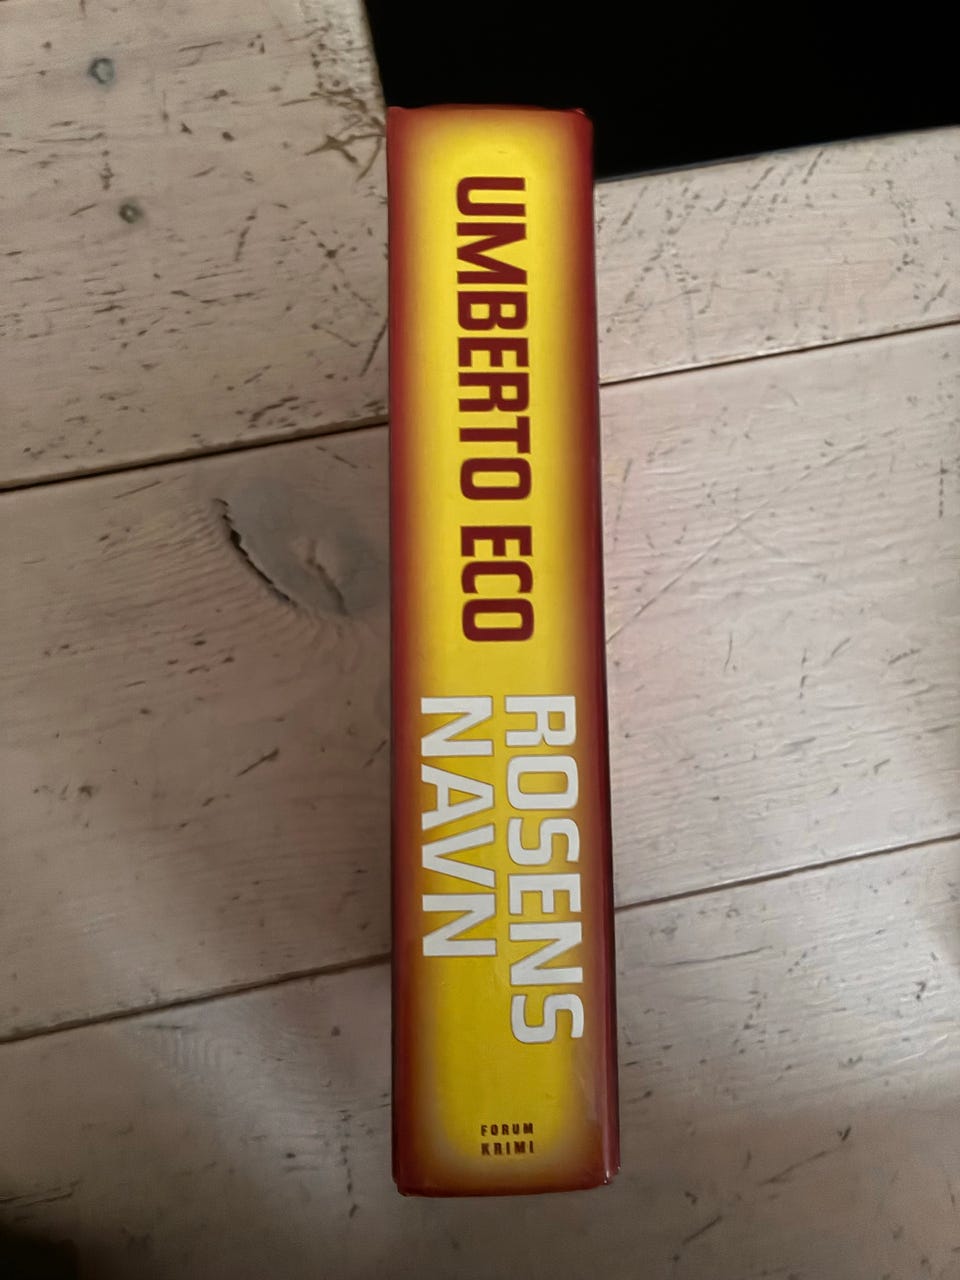 UMBERTO ECO
ROSENS
NAVN
FORUM
KRIMI